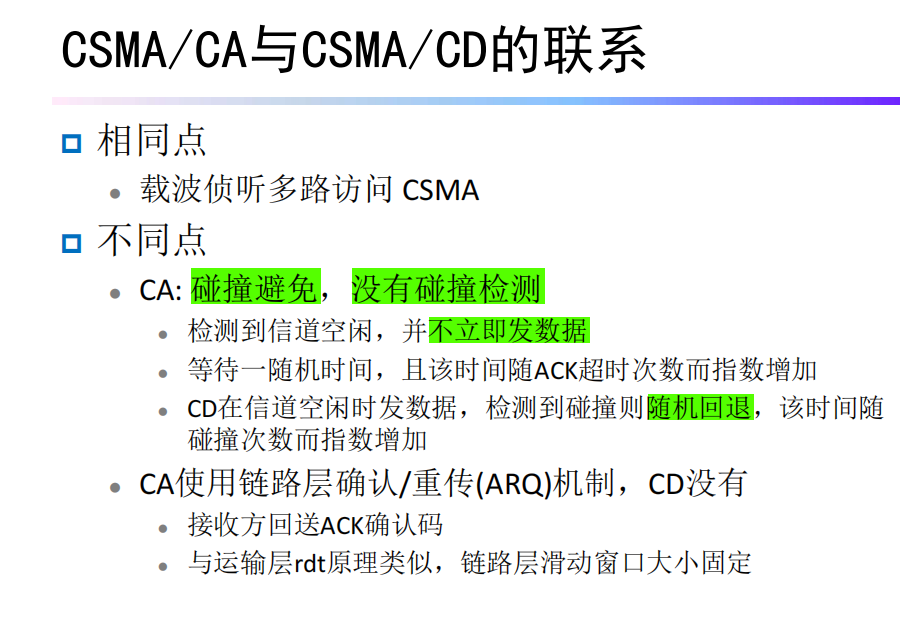 CSMA/CA与CSMA/CD的联系
相同点
载波侦听多路访问 CSMA
不同点
CA: 碰撞避免，没有碰撞检测
检测到信道空闲，并不立即发数据
等待一随机时间，且该时间随ACK超时次数而指数增加
CD在信道空闲时发数据，检测到碰撞则随机回退，该时间随
碰撞次数而指数增加
CA使用链路层确认/重传(ARQ)机制，CD没有
接收方回送ACK确认码
与运输层rdt原理类似，链路层滑动窗口大小固定